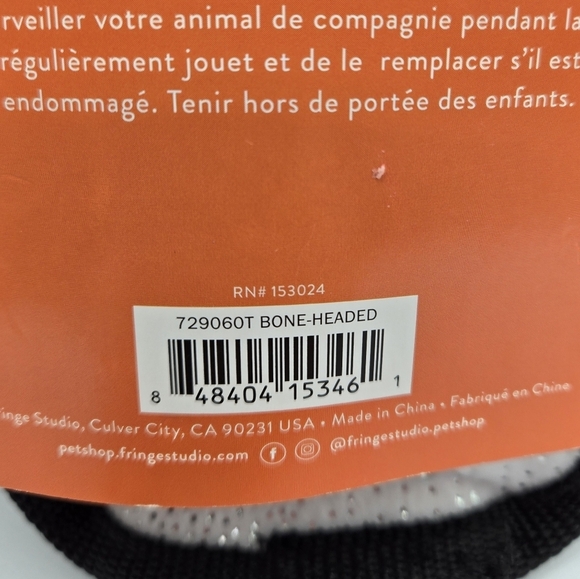 rveiller votre animal de compagnie pendant la
régulièrement jouet et de le remplacer s'il est
endommagé. Tenir hors de portée des enfants.
RN# 153024
729060T BONE-HEADED
8 48404 15346 1
inge Studio, Culver City, CA 90231 USA • Made in China • Fabriqué en Chine
petshop.fringestudio.com f @fringestudio.petshop